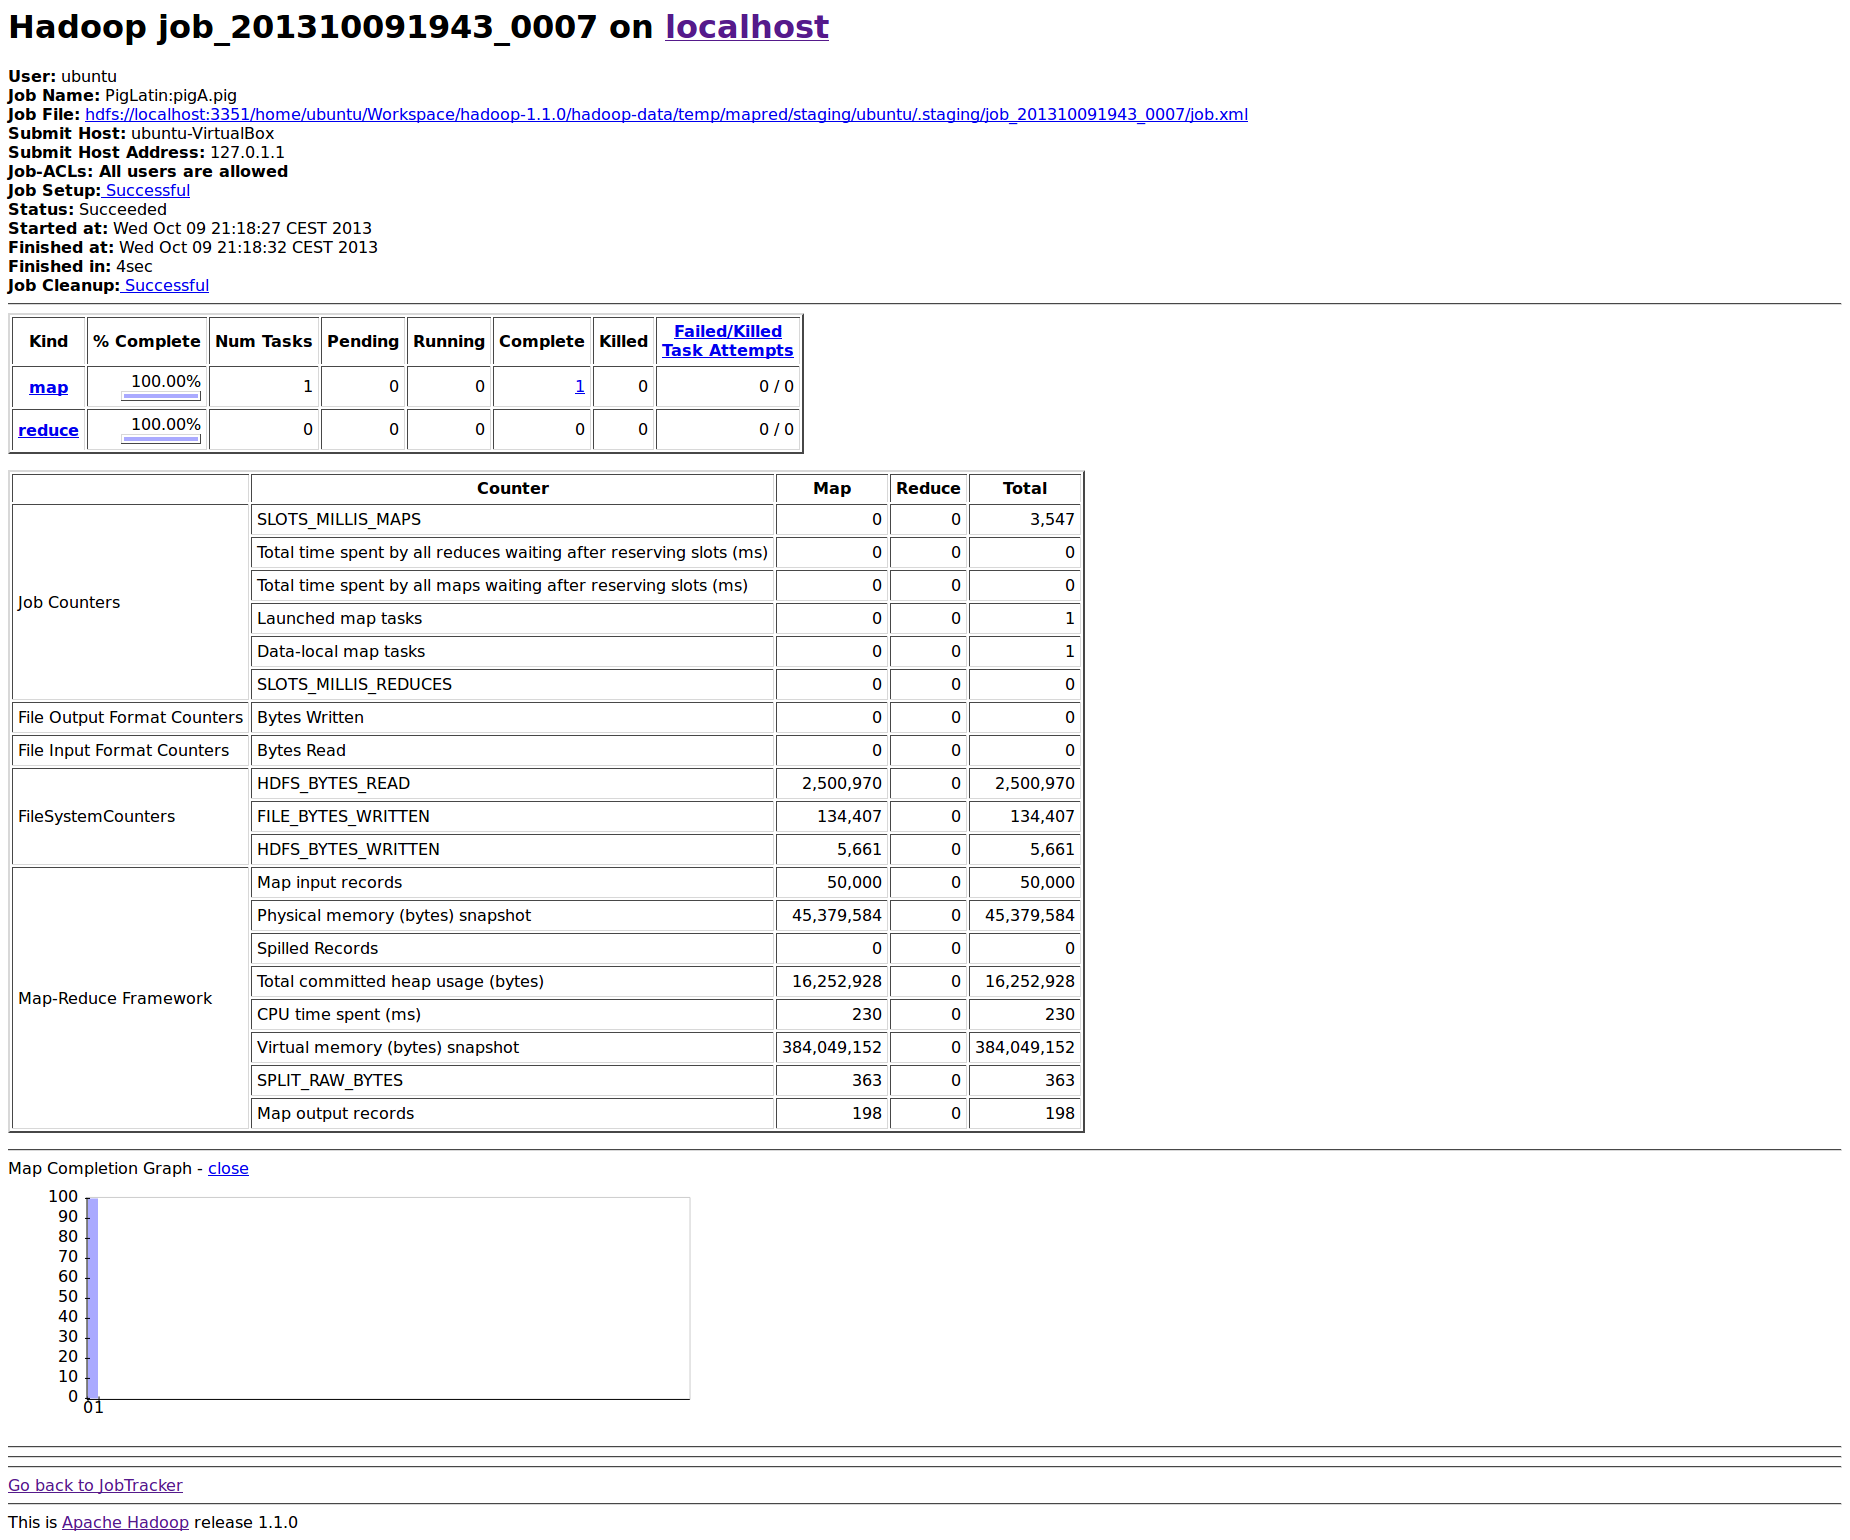 Hadoop job_201310091943_0007 on localhost
User: ubuntu
Job Name: PigLatin:pigA.pig
Job File: hdfs://localhost:3351/home/ubuntu/Workspace/hadoop-1.1.0/hadoop-data/temp/mapred/staging/ubuntu/.staging/job_201310091943_0007/job.xml
Submit Host: ubuntu-VirtualBox
Submit Host Address: 127.0.1.1
Job-ACLs: All users are allowed
Job Setup: Successful
Status: Succeeded
Started at: Wed Oct 09 21:18:27 CEST 2013
Finished at: Wed Oct 09 21:18:32 CEST 2013
Finished in: 4sec
Job Cleanup: Successful
Kind % Complete Num Tasks Pending Running Complete Killed Failed/Killed Task Attempts
map 100.00% 1 0 0 1 0 0 / 0
reduce 100.00% 0 0 0 0 0 0 / 0
Counter Map Reduce Total
Job Counters
SLOTS_MILLIS_MAPS 0 0 3,547
Total time spent by all reduces waiting after reserving slots (ms) 0 0 0
Total time spent by all maps waiting after reserving slots (ms) 0 0 0
Launched map tasks 0 0 1
Data-local map tasks 0 0 1
SLOTS_MILLIS_REDUCES 0 0 0
File Output Format Counters Bytes Written 0 0 0
File Input Format Counters Bytes Read 0 0 0
FileSystemCounters
HDFS_BYTES_READ 2,500,970 0 2,500,970
FILE_BYTES_WRITTEN 134,407 0 134,407
HDFS_BYTES_WRITTEN 5,661 0 5,661
Map-Reduce Framework
Map input records 50,000 0 50,000
Physical memory (bytes) snapshot 45,379,584 0 45,379,584
Spilled Records 0 0 0
Total committed heap usage (bytes) 16,252,928 0 16,252,928
CPU time spent (ms) 230 0 230
Virtual memory (bytes) snapshot 384,049,152 0 384,049,152
SPLIT_RAW_BYTES 363 0 363
Map output records 198 0 198
Map Completion Graph - close
100
90
80
70
60
50
40
30
20
10
0
0 1
Go back to JobTracker
This is Apache Hadoop release 1.1.0